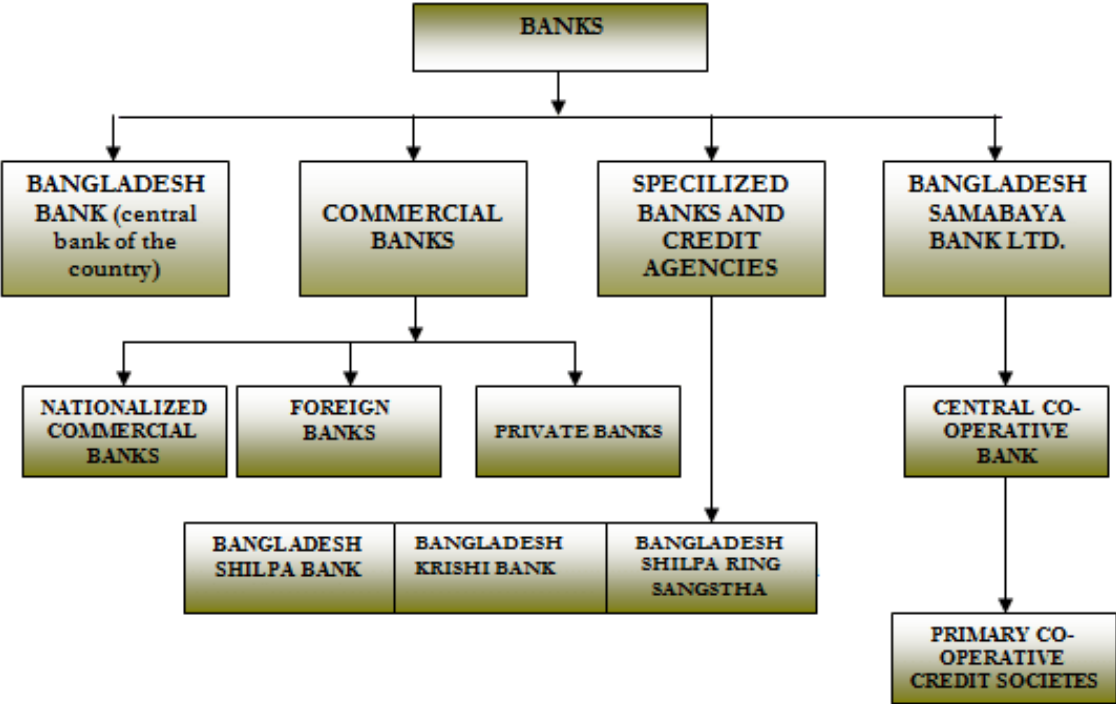 BANKS
BANGLADESH
BANK (central
bank of the
country)
COMMERCIAL
BANKS
SPECILIZED
BANKS AND
CREDIT
AGENCIES
BANGLADESH
SAMABAYA
BANK LTD.
NATIONALIZED
COMMERCIAL
BANKS
FOREIGN
BANKS
PRIVATE BANKS
CENTRAL CO-
OPERATIVE
BANK
BANGLADESH
SHILPA BANK
BANGLADESH
KRISHI BANK
BANGLADESH
SHILPA RING
SANGSTHA
PRIMARY CO-
OPERATIVE
CREDIT SOCIETES